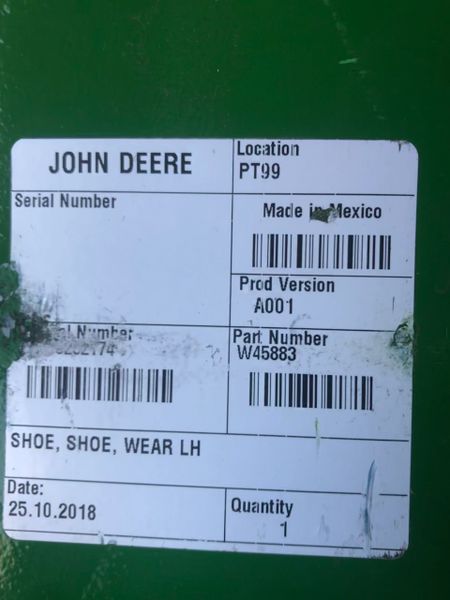 JOHN DEERE
Location
PT99
Serial Number
Made in Mexico
Prod Version
A001
Number
Part Number
W45883
SHOE, SHOE, WEAR LH
Date:
25.10.2018
Quantity
1